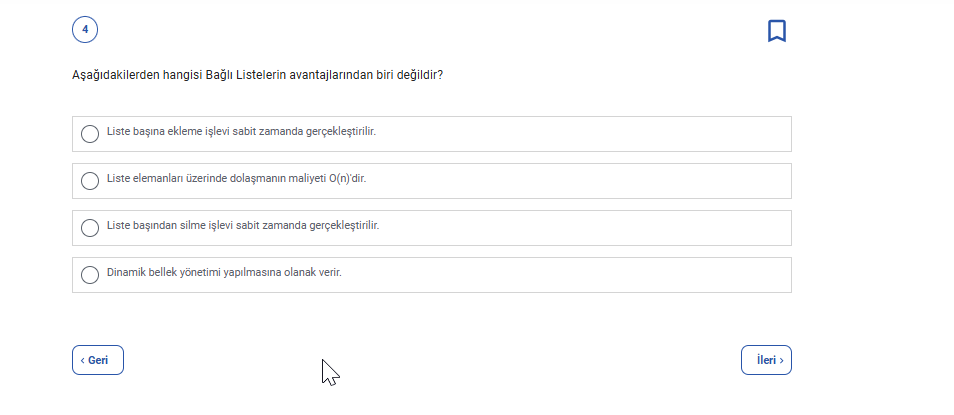 4
Aşağıdakilerden hangisi Bağlı Listelerin avantajlarından biri değildir?
Liste başına ekleme işlevi sabit zamanda gerçekleştirilir.
Liste elemanları üzerinde dolaşmanın maliyeti O(n)'dir.
Liste başından silme işlevi sabit zamanda gerçekleştirilir.
Dinamik bellek yönetimi yapılmasına olanak verir.
‹ Geri
İleri ›